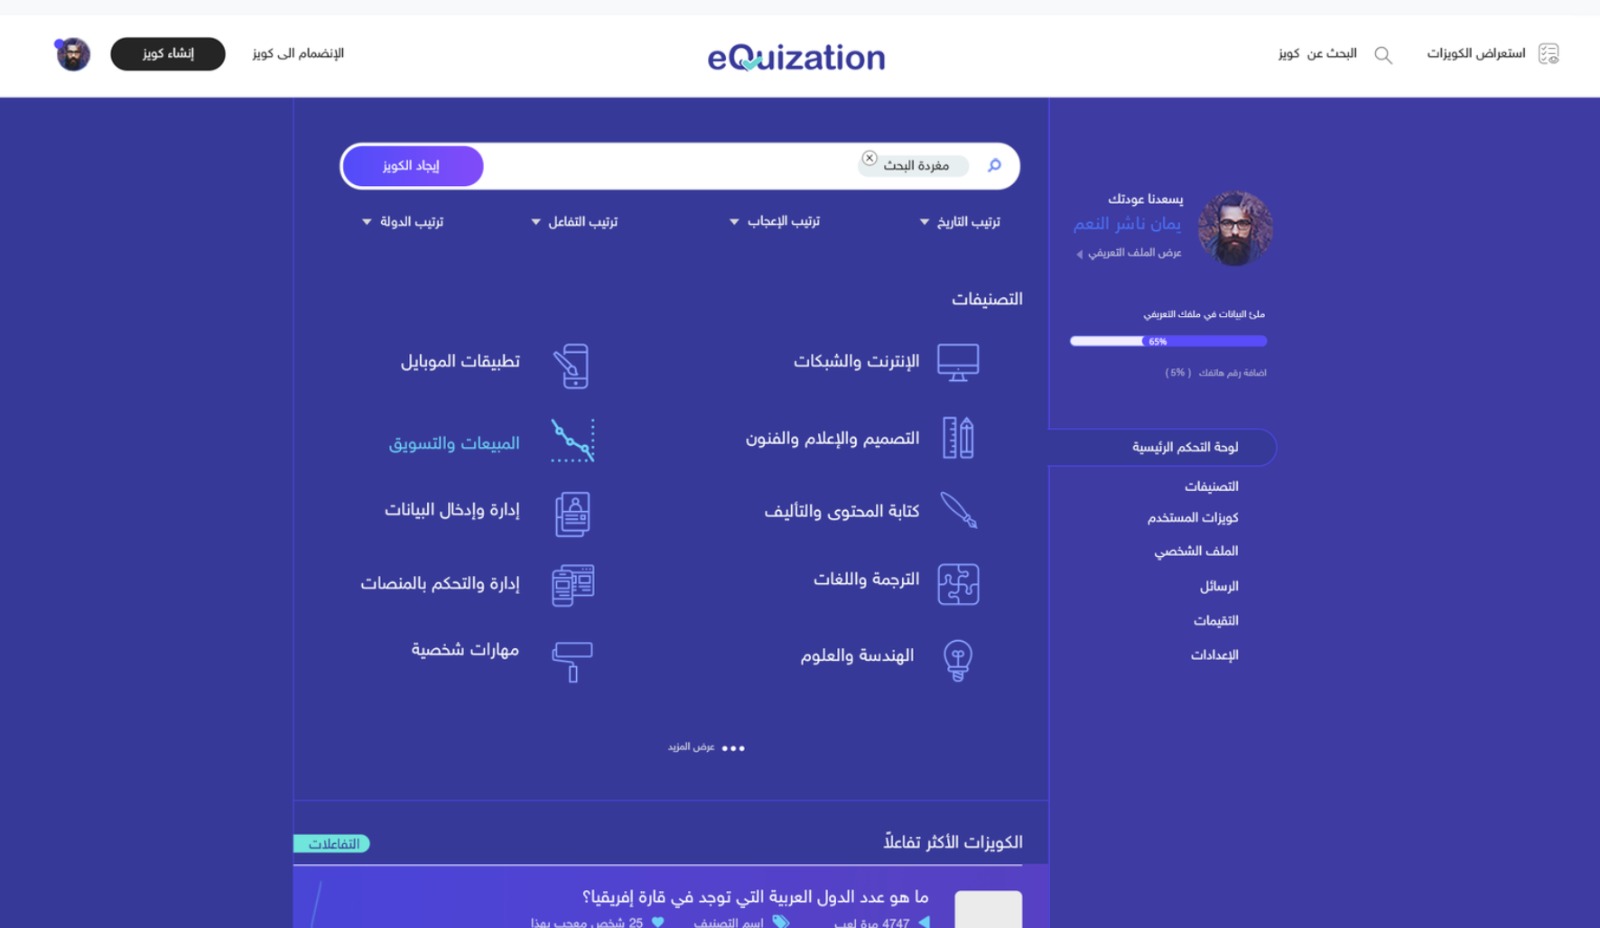 استعراض الكويزات
البحث عن كويز
eQuization
الإنضمام الى كويز
إنشاء كويز
يسعدنا عودتك
يمان ناشر النعم
عرض الملف التعريفي
ملئ البيانات في ملفك التعريفي
65%
اضافة رقم هاتفك ( 5% )
لوحة التحكم الرئيسية
التصنيفات
كويزات المستخدم
الملف الشخصي
الرسائل
التقيمات
الإعدادات
مفردة البحث
إيجاد الكويز
ترتيب التاريخ
ترتيب الإعجاب
ترتيب التفاعل
ترتيب الدولة
التصنيفات
الإنترنت والشبكات
تطبيقات الموبايل
التصميم والإعلام والفنون
المبيعات والتسويق
كتابة المحتوى والتأليف
إدارة وإدخال البيانات
الترجمة واللغات
إدارة والتحكم بالمنصات
الهندسة والعلوم
مهارات شخصية
عرض المزيد
الكويزات الأكثر تفاعلاً
التفاعلات
ما هو عدد الدول العربية التي توجد في قارة إفريقيا؟
4747 مرة لعب
اسم التصنيف
25 شخص معجب بهذا